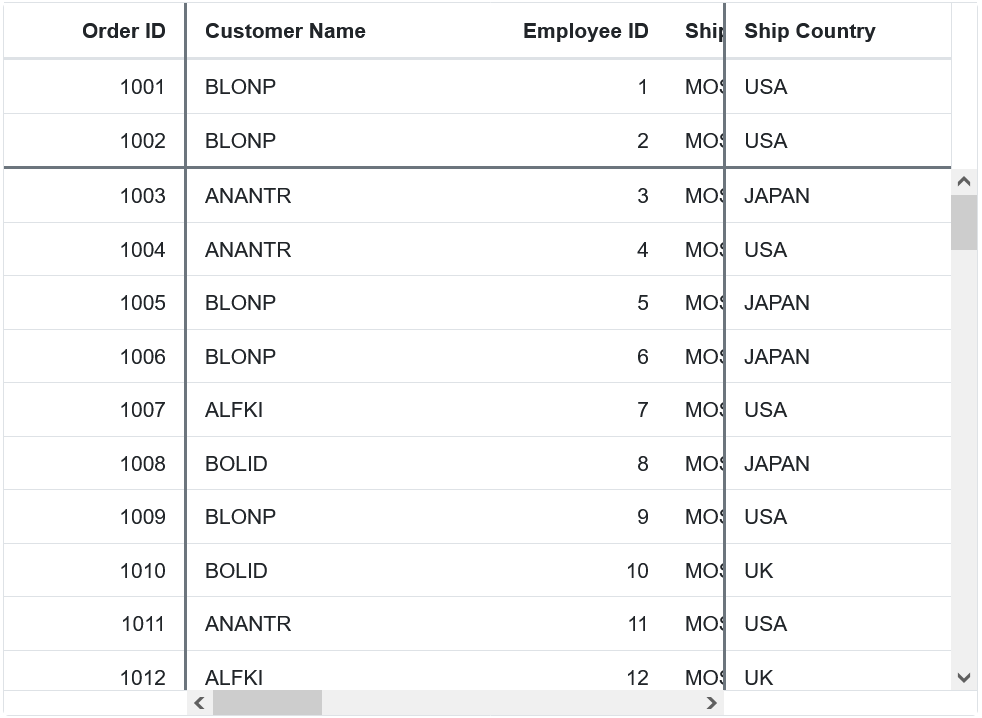 Order ID Customer Name Employee ID Ship Ship Country
1001 BLONP 1 MOS USA
1002 BLONP 2 MOS USA
1003 ANANTR 3 MOS JAPAN
1004 ANANTR 4 MOS USA
1005 BLONP 5 MOS JAPAN
1006 BLONP 6 MOS JAPAN
1007 ALFKI 7 MOS USA
1008 BOLID 8 MOS JAPAN
1009 BLONP 9 MOS USA
1010 BOLID 10 MOS UK
1011 ANANTR 11 MOS USA
1012 ALFKI 12 MOS UK